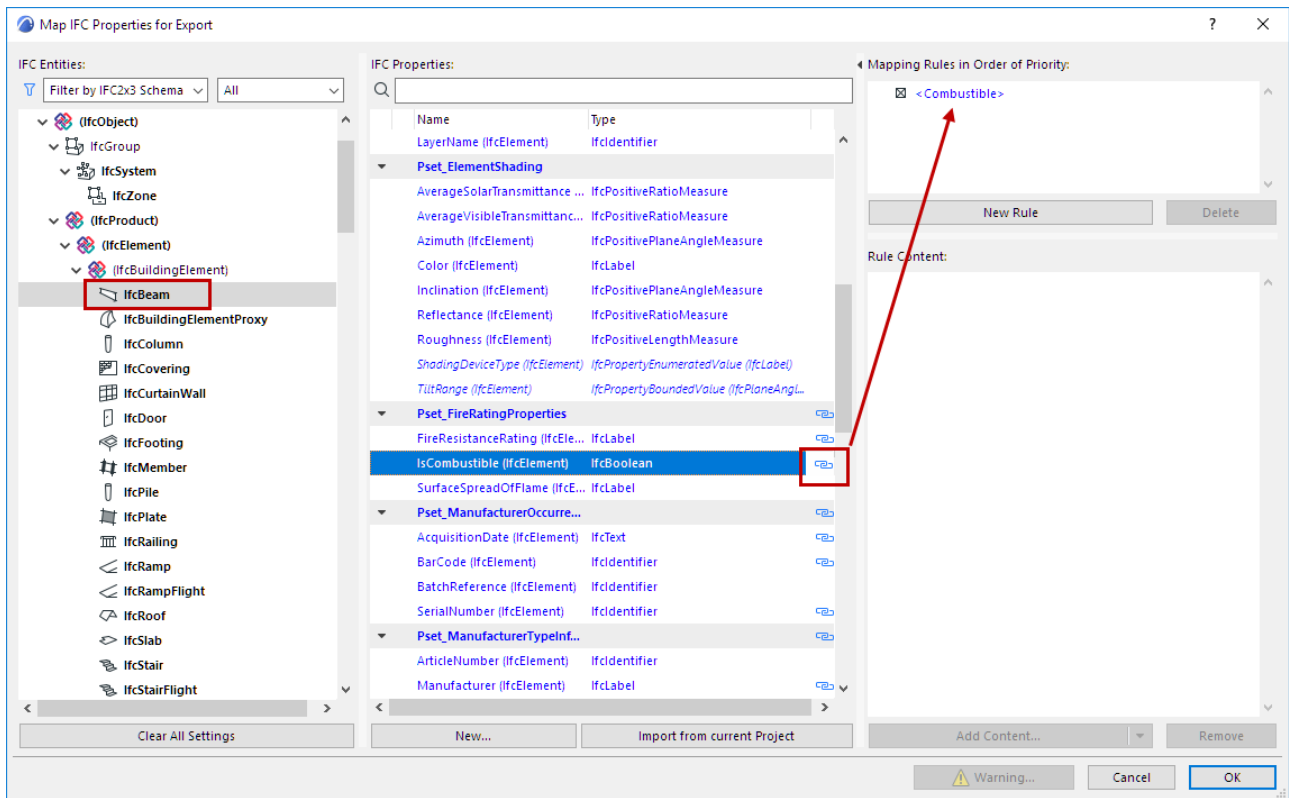 Map IFC Properties for Export
?
IFC Entities:
Filter by IFC2x3 Schema
All
(IfcObject)
IfcGroup
IfcSystem
IfcZone
(IfcProduct)
(IfcElement)
(IfcBuildingElement)
IfcBeam
IfcBuildingElementProxy
IfcColumn
IfcCovering
IfcCurtainWall
IfcDoor
IfcFooting
IfcMember
IfcPile
IfcPlate
IfcRailing
IfcRamp
IfcRampFlight
IfcRoof
IfcSlab
IfcStair
IfcStairFlight
Clear All Settings
IFC Properties:
Name Type
LayerName (IfcElement) IfcIdentifier
Pset_ElementShading
AverageSolarTransmittance ... IfcPositiveRatioMeasure
AverageVisibleTransmittanc... IfcPositiveRatioMeasure
Azimuth (IfcElement) IfcPositivePlaneAngleMeasure
Color (IfcElement) IfcLabel
Inclination (IfcElement) IfcPositivePlaneAngleMeasure
Reflectance (IfcElement) IfcPositiveRatioMeasure
Roughness (IfcElement) IfcPositiveLengthMeasure
ShadingDeviceType (IfcElement) IfcPropertyEnumeratedValue (IfcLabel)
TiltRange (IfcElement) IfcPropertyBoundedValue (IfcPlaneAngl...
Pset_FireRatingProperties
FireResistanceRating (IfcEle... IfcLabel
IsCombustible (IfcElement) IfcBoolean
SurfaceSpreadOfFlame (IfcE... IfcLabel
Pset_ManufacturerOccurre...
AcquisitionDate (IfcElement) IfcText
BarCode (IfcElement) IfcIdentifier
BatchReference (IfcElement) IfcIdentifier
SerialNumber (IfcElement) IfcIdentifier
Pset_ManufacturerTypeInf...
ArticleNumber (IfcElement) IfcIdentifier
Manufacturer (IfcElement) IfcLabel
New...
Import from current Project
Mapping Rules in Order of Priority:
<Combustible>
New Rule
Delete
Rule Content:
Add Content...
Remove
Warning...
Cancel
OK